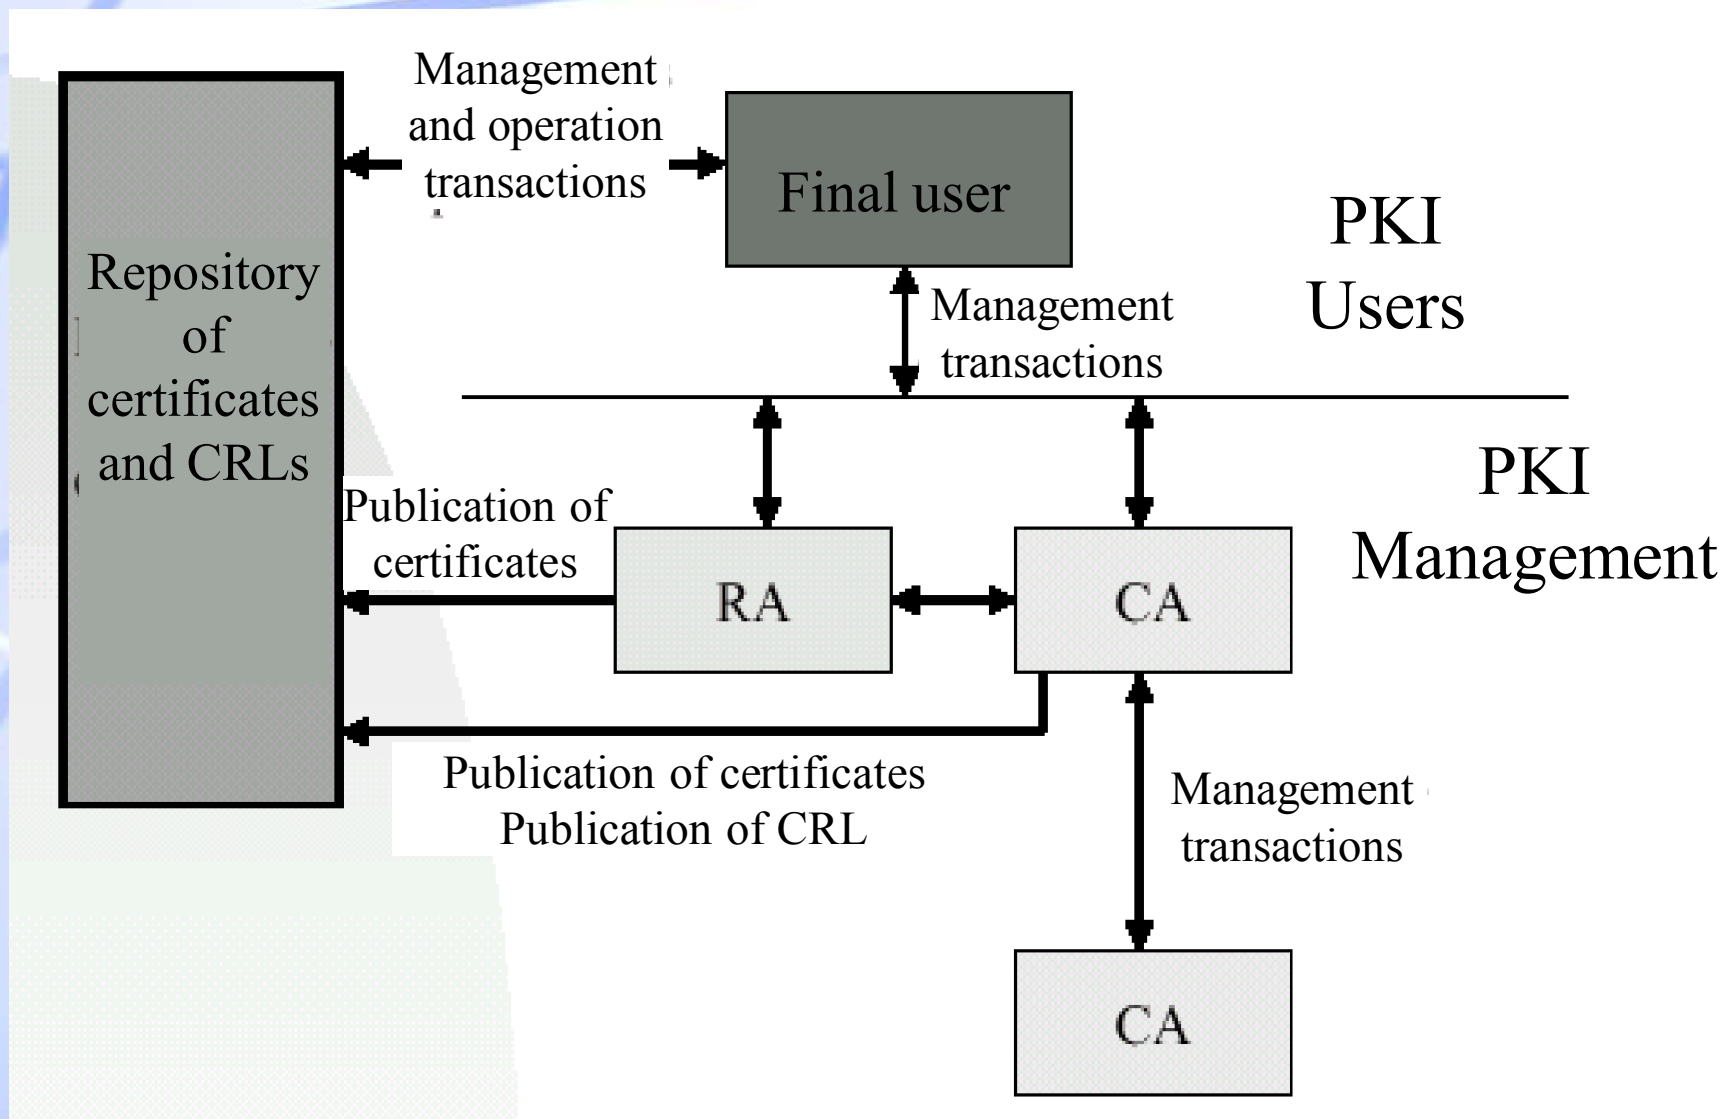 Management
and operation
transactions
Final user
PKI
Users
Repository
of
certificates
and CRLs
Management
transactions
PKI
Management
Publication of
certificates
RA
CA
Publication of certificates
Publication of CRL
Management
transactions
CA